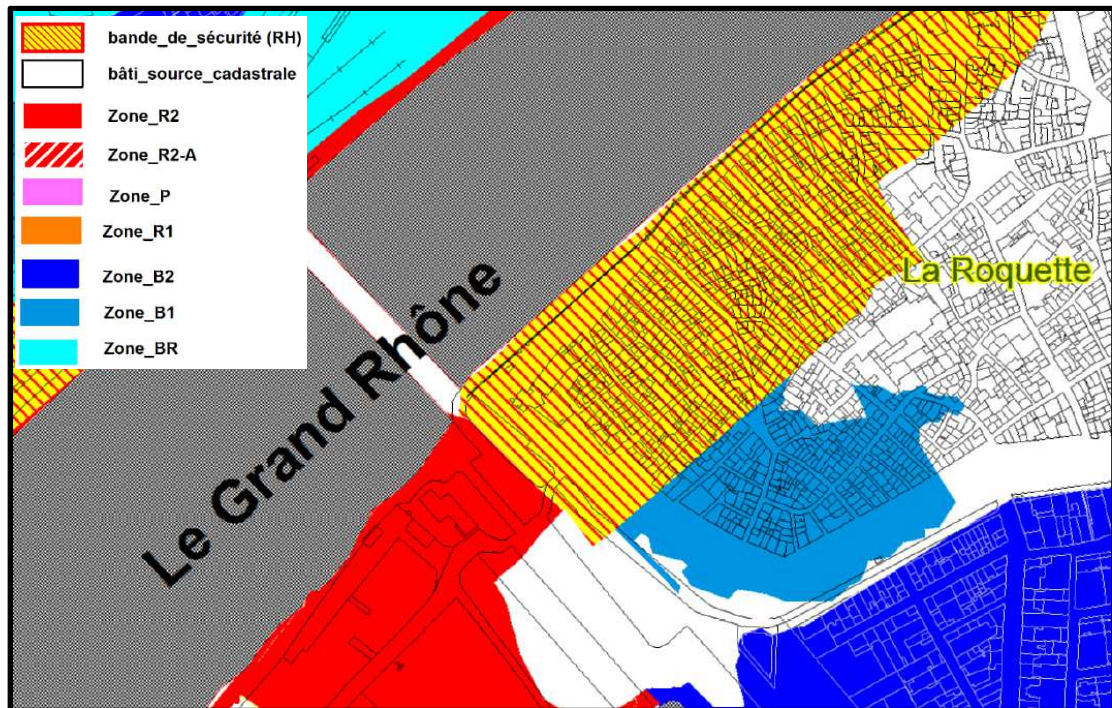 bande_de_sécurité (RH)
bâti_source_cadastrale
Zone_R2
Zone_R2-A
Zone_P
Zone_R1
Zone_B2
Zone_B1
Zone_BR
La Roquette
Le Grand Rhône